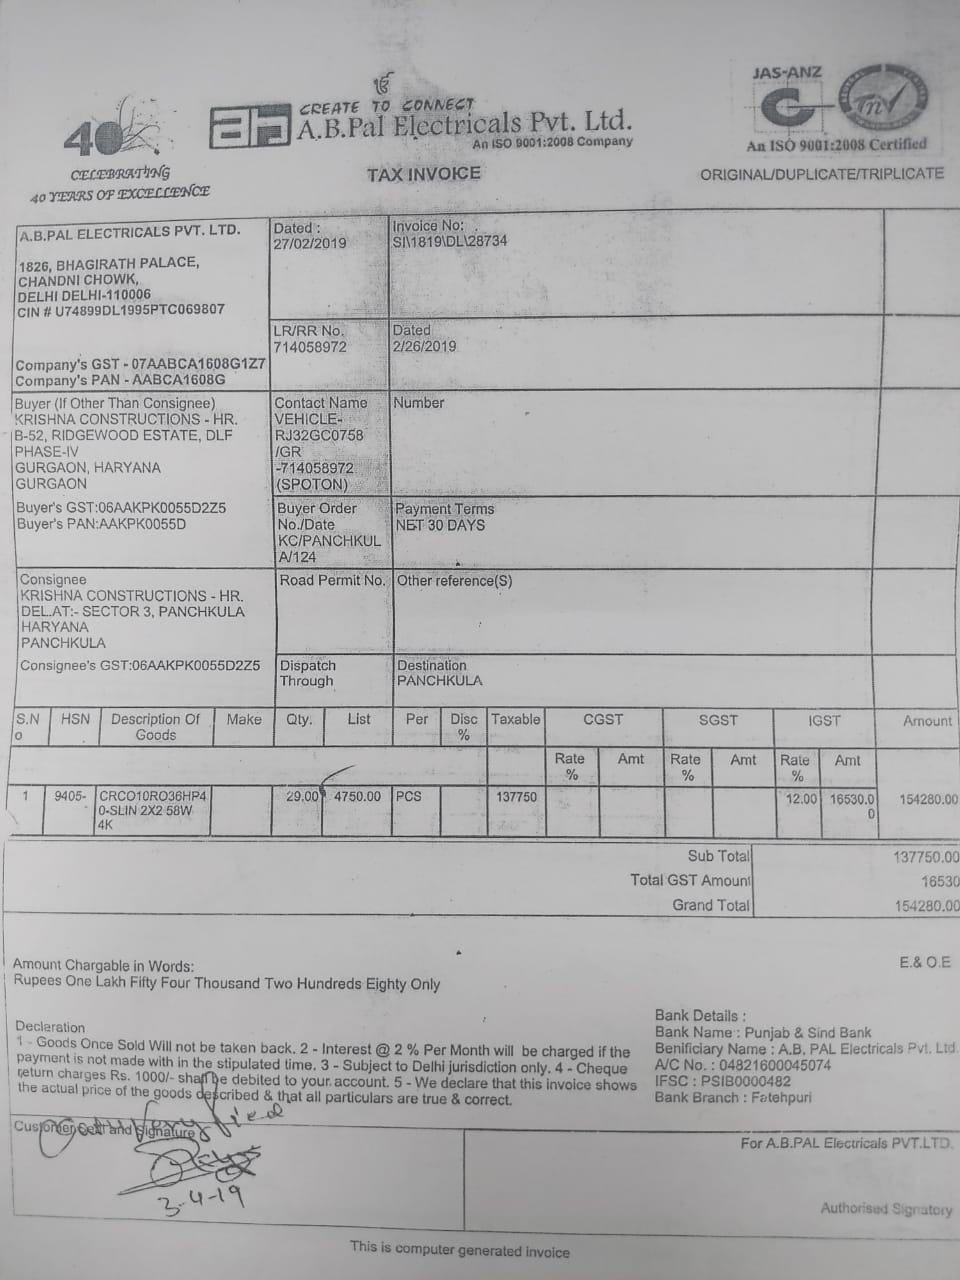 ੴ
40
CELEBRATING
40 YEARS OF EXCELLENCE
CREATE TO CONNECT
A.B.Pal Electricals Pvt. Ltd.
An ISO 9001:2008 Company
TAX INVOICE
JAS-ANZ
An ISO 9001:2008 Certified
ORIGINAL/DUPLICATE/TRIPLICATE
A.B.PAL ELECTRICALS PVT. LTD.
1826, BHAGIRATH PALACE,
CHANDNI CHOWK,
DELHI DELHI-110006
CIN # U74899DL1995PTC069807
Company's GST - 07AABCA1608G1Z7
Company's PAN - AABCA1608G
Dated :
27/02/2019
Invoice No:
SI\1819\DL\28734
LR/RR No.
714058972
Dated
2/26/2019
Buyer (If Other Than Consignee)
KRISHNA CONSTRUCTIONS - HR.
B-52, RIDGEWOOD ESTATE, DLF
PHASE-IV
GURGAON, HARYANA
GURGAON
Buyer's GST:06AAKPK0055D2Z5
Buyer's PAN:AAKPK0055D
Contact Name
VEHICLE-
RJ32GC0758
/GR
-714058972
(SPOTON)
Number
Buyer Order
No./Date
KC/PANCHKUL
A/124
Payment Terms
NET 30 DAYS
Consignee
KRISHNA CONSTRUCTIONS - HR.
DEL.AT:- SECTOR 3, PANCHKULA
HARYANA
PANCHKULA
Consignee's GST:06AAKPK0055D2Z5
Road Permit No.
Other reference(S)
Dispatch
Through
Destination
PANCHKULA
S.N
o
HSN
Description Of
Goods
Make
Qty.
List
Per
Disc
%
Taxable
CGST
SGST
IGST
Amount
Rate
%
Amt
Rate
%
Amt
Rate
%
Amt
1
9405-
CRCO10RO36HP4
0-SLIN 2X2 58W
4K
29.00
4750.00
PCS
137750
12.00
16530.0
0
154280.00
Sub Total 137750.00
Total GST Amount 16530
Grand Total 154280.00
Amount Chargable in Words:
Rupees One Lakh Fifty Four Thousand Two Hundreds Eighty Only
E.& O.E
Declaration
1 - Goods Once Sold Will not be taken back. 2 - Interest @ 2 % Per Month will be charged if the
payment is not made with in the stipulated time. 3 - Subject to Delhi jurisdiction only. 4 - Cheque
return charges Rs. 1000/- shall be debited to your account. 5 - We declare that this invoice shows
the actual price of the goods described & that all particulars are true & correct.
Bank Details :
Bank Name : Punjab & Sind Bank
Benificiary Name : A.B. PAL Electricals Pvt. Ltd.
A/C No. : 04821600045074
IFSC : PSIB0000482
Bank Branch : Fatehpuri
Customer Seal and Signature
3-4-19
For A.B.PAL Electricals PVT.LTD.
Authorised Signatory
This is computer generated invoice